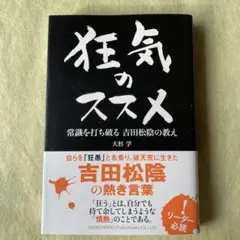 狂気
の
ススメ
常識を打ち破る 吉田松陰の教え
大杉 学
自らを「狂愚」と名乗り、破天荒に生きた
吉田松陰
の熱き言葉
「狂う」とは、自分でも
持て余してしまうような
「情熱」のことである。
リーダー
必読
!